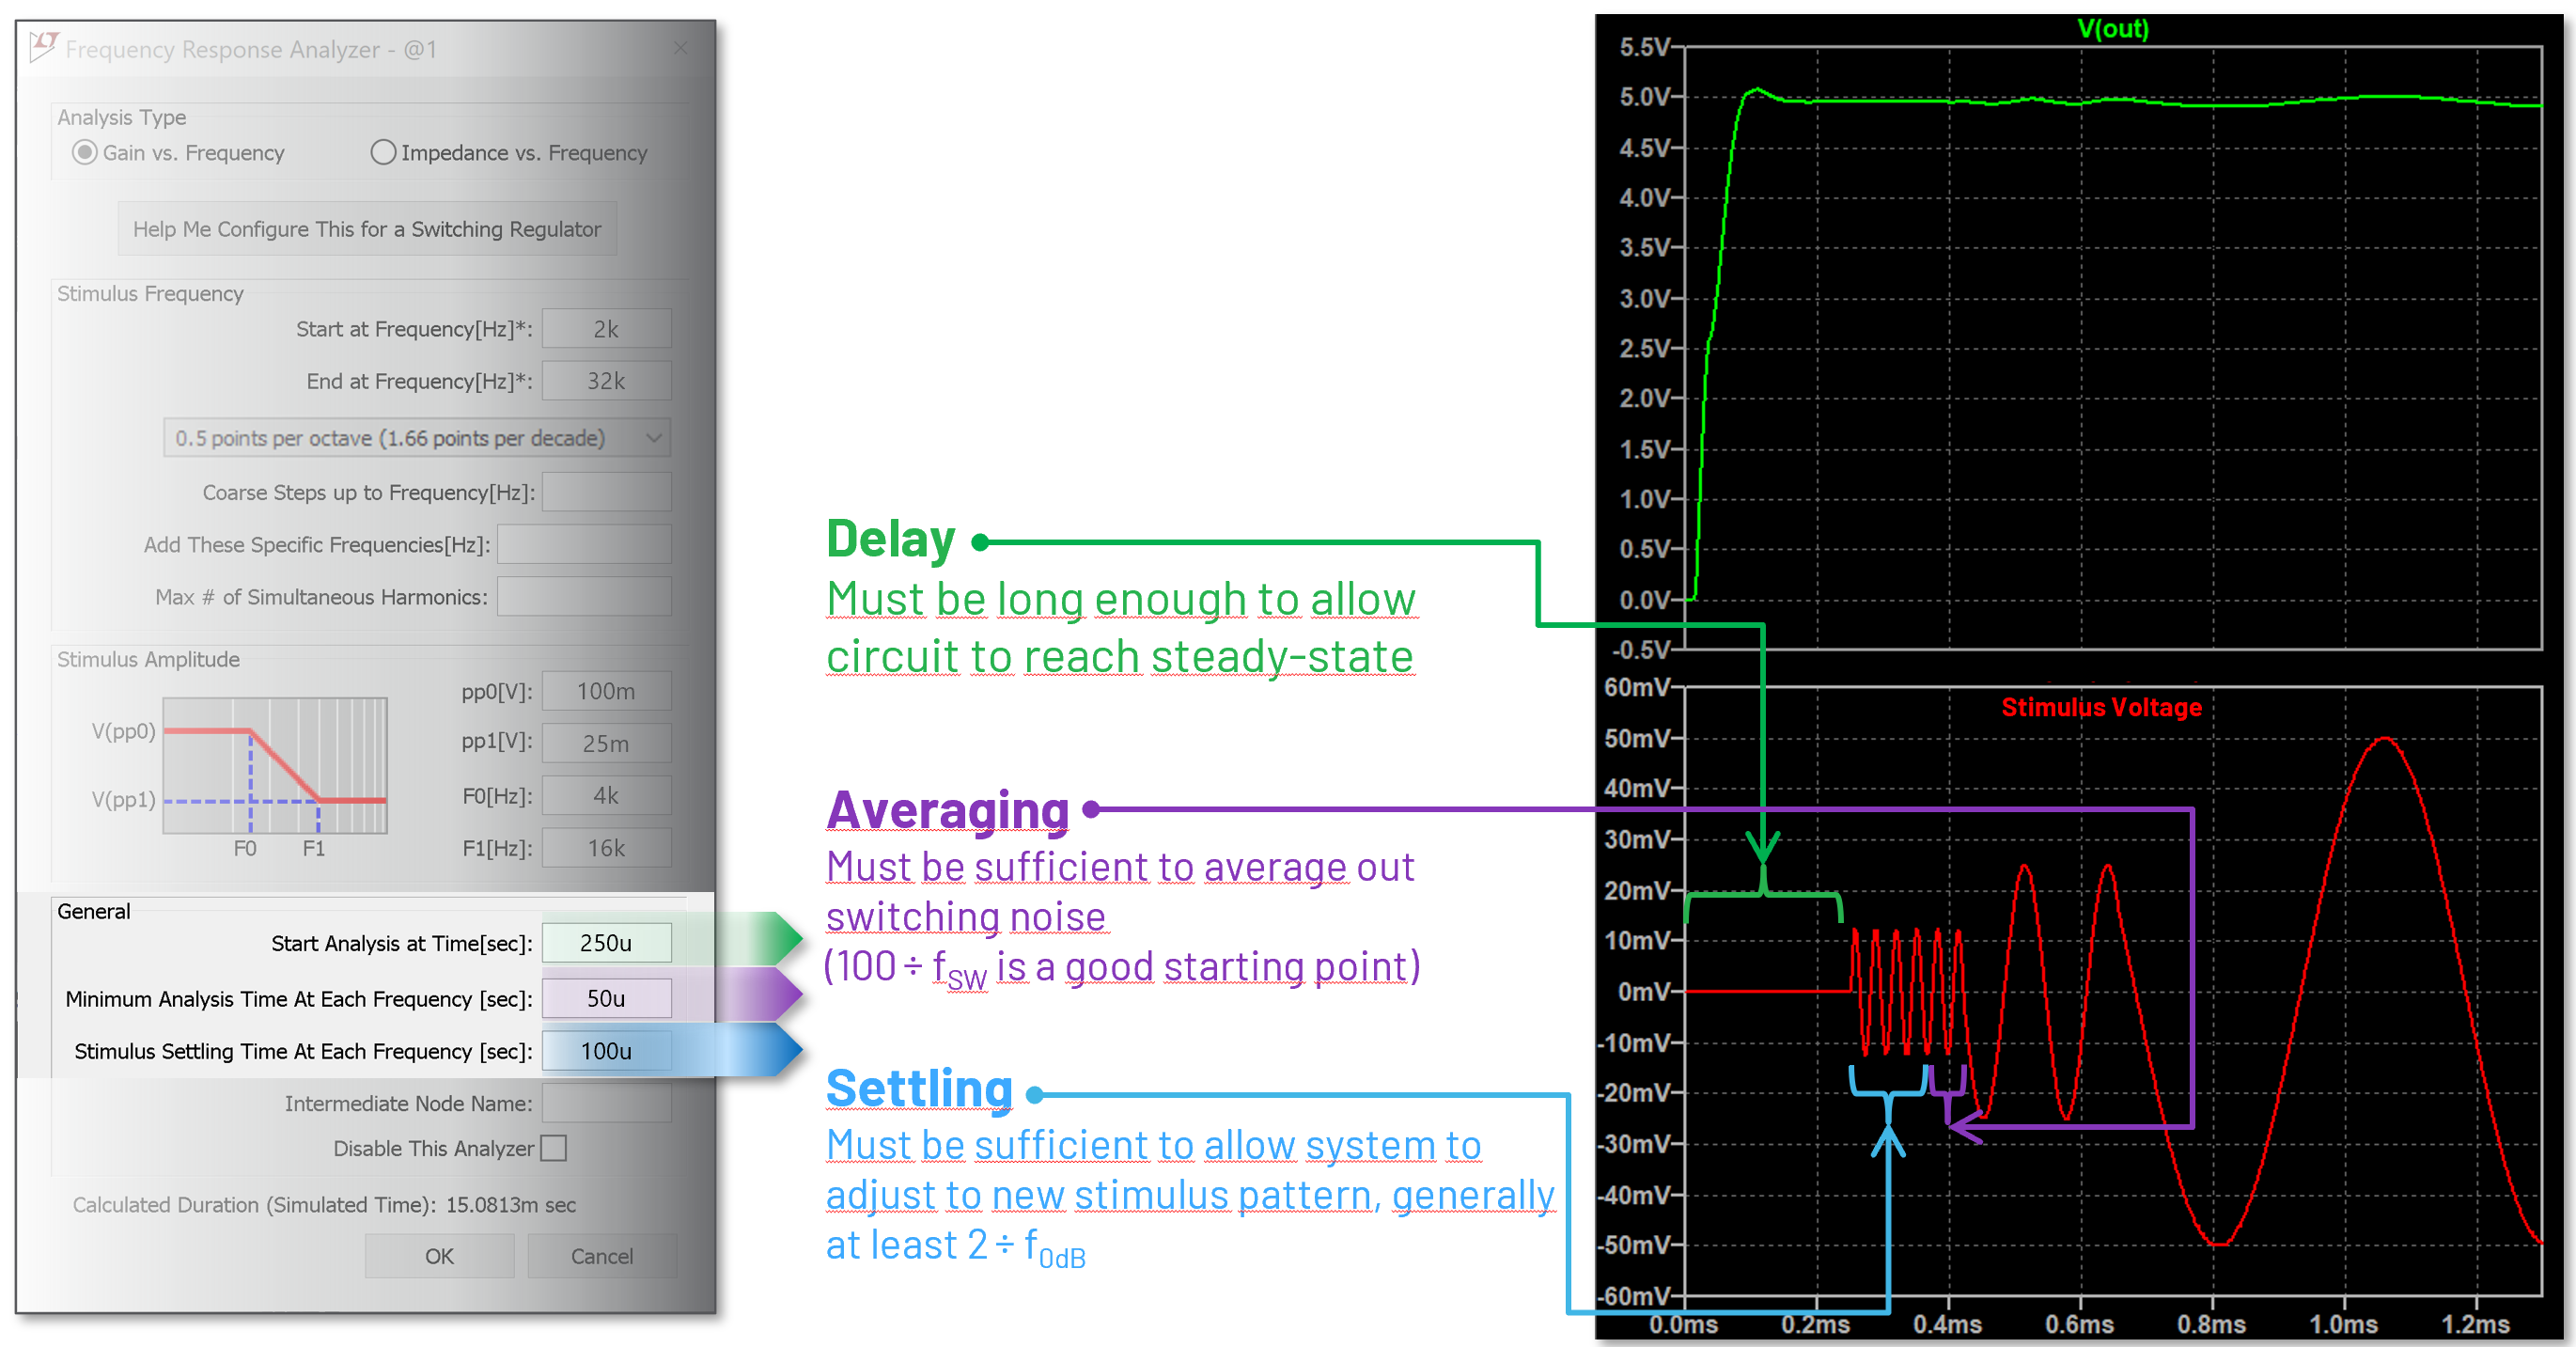 Frequency Response Analyzer - @1
Analysis Type
Gain vs. Frequency
Impedance vs. Frequency
Help Me Configure This for a Switching Regulator
Stimulus Frequency
Start at Frequency[Hz]*: 2k
End at Frequency[Hz]*: 32k
0.5 points per octave (1.66 points per decade)
Coarse Steps up to Frequency[Hz]:
Add These Specific Frequencies[Hz]:
Max # of Simultaneous Harmonics:
Stimulus Amplitude
V(pp0)
V(pp1)
F0 F1
pp0[V]: 100m
pp1[V]: 25m
F0[Hz]: 4k
F1[Hz]: 16k
General
Start Analysis at Time[sec]: 250u
Minimum Analysis Time At Each Frequency [sec]: 50u
Stimulus Settling Time At Each Frequency [sec]: 100u
Intermediate Node Name:
Disable This Analyzer
Calculated Duration (Simulated Time): 15.0813m sec
OK Cancel
Delay
Must be long enough to allow
circuit to reach steady-state
Averaging
Must be sufficient to average out
switching noise
(100 ÷ fSW is a good starting point)
Settling
Must be sufficient to allow system to
adjust to new stimulus pattern, generally
at least 2 ÷ f0dB
V(out)
5.5V
5.0V
4.5V
4.0V
3.5V
3.0V
2.5V
2.0V
1.5V
1.0V
0.5V
0.0V
-0.5V
Stimulus Voltage
60mV
50mV
40mV
30mV
20mV
10mV
0mV
-10mV
-20mV
-30mV
-40mV
-50mV
-60mV
0.0ms 0.2ms 0.4ms 0.6ms 0.8ms 1.0ms 1.2ms